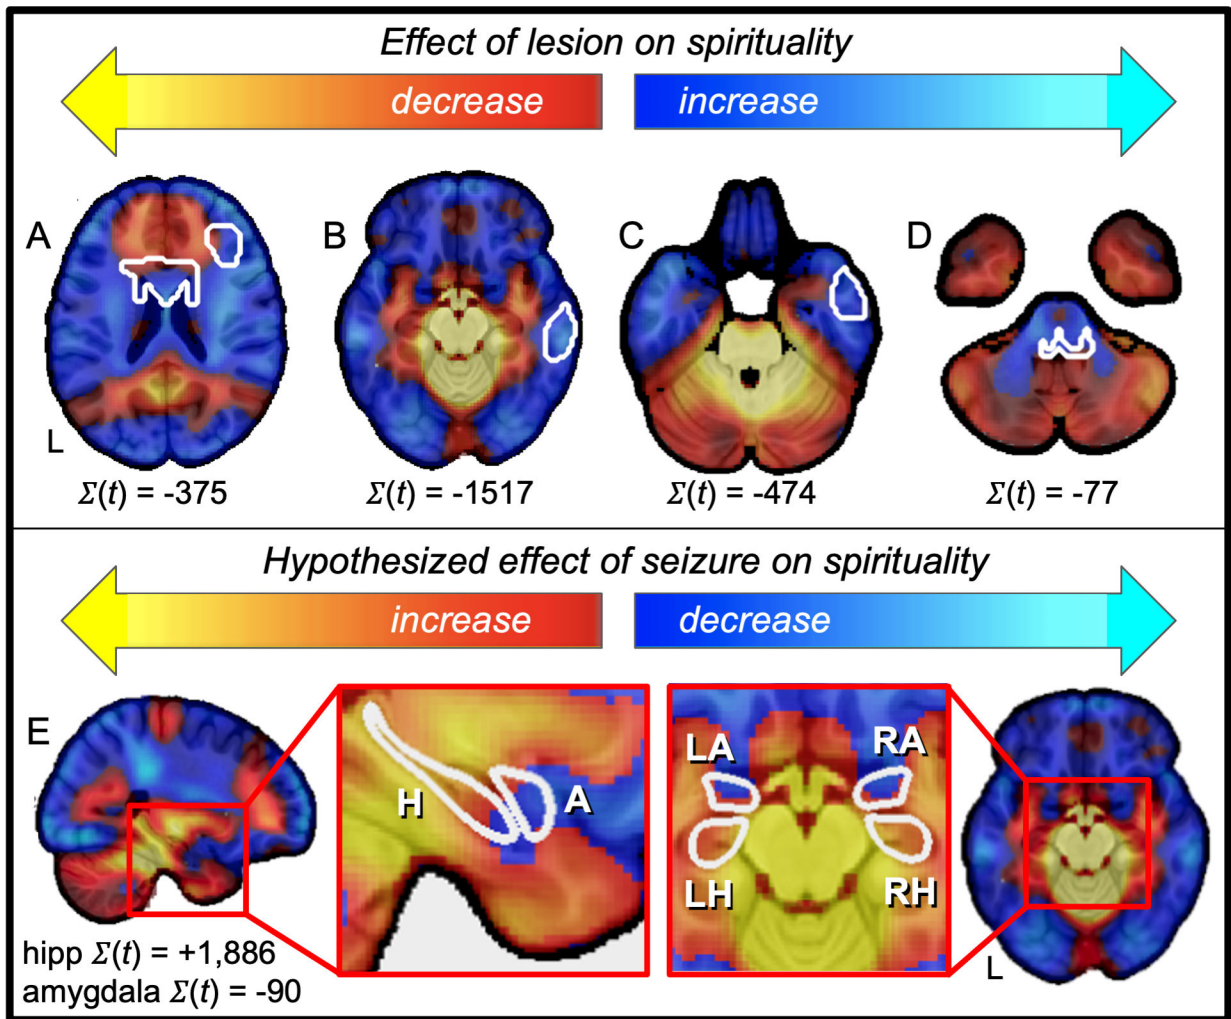 Effect of lesion on spirituality
decrease
increase
A
B
C
D
L
Σ(t) = -375
Σ(t) = -1517
Σ(t) = -474
Σ(t) = -77
Hypothesized effect of seizure on spirituality
increase
decrease
E
H
A
LA
RA
LH
RH
L
hipp Σ(t) = +1,886
amygdala Σ(t) = -90